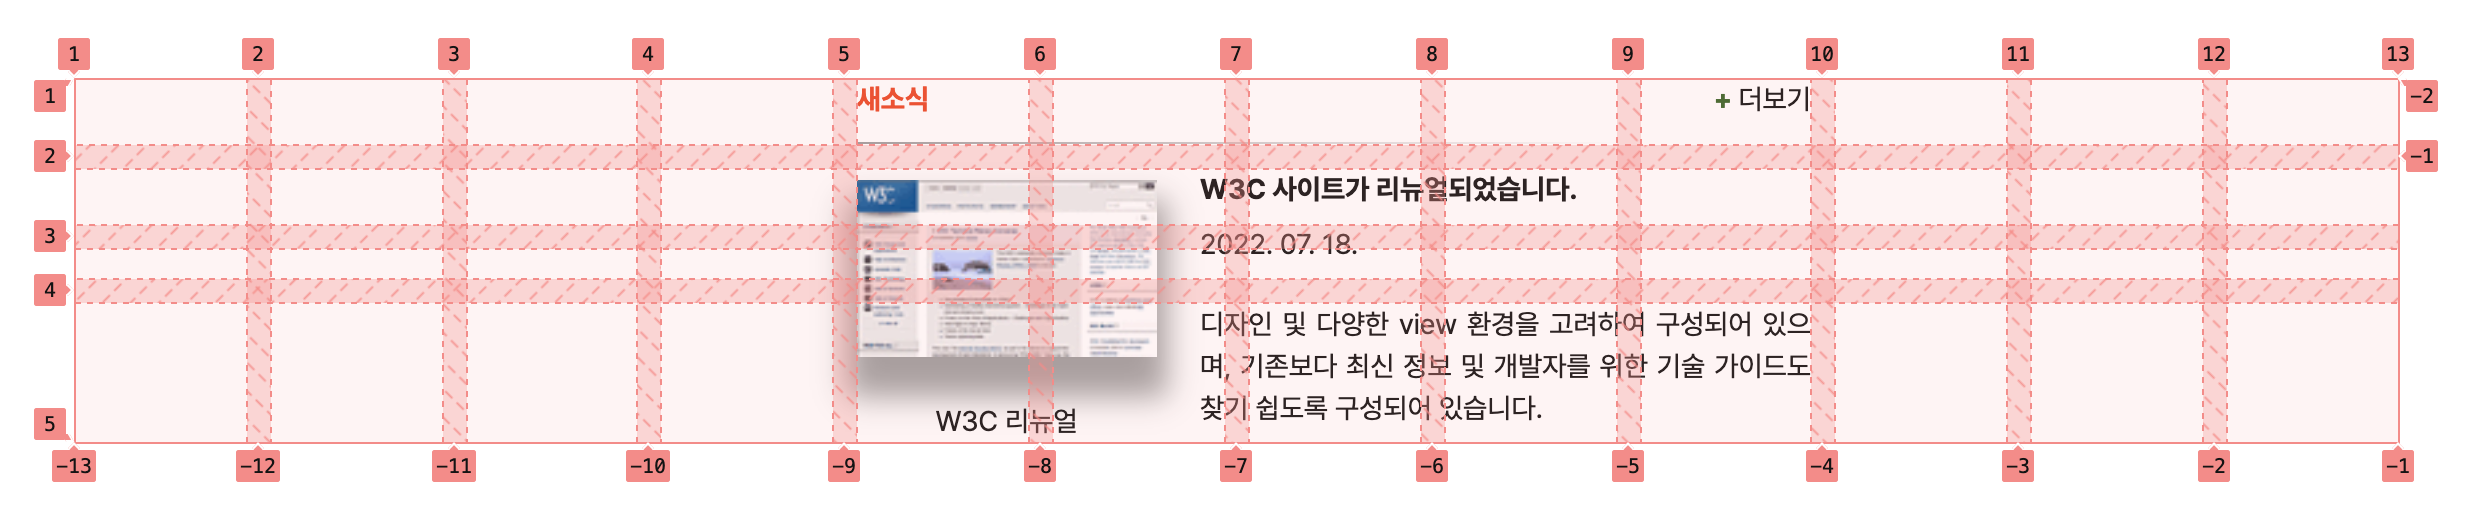 1 2 3 4 5 6 7 8 9 10 11 12 13
1 새소식 + 더보기 -2
2 -1
W3C
W3C 사이트가 리뉴얼되었습니다.
3 2022. 07. 18.
4
디자인 및 다양한 view 환경을 고려하여 구성되어 있으
며, 기존보다 최신 정보 및 개발자를 위한 기술 가이드도
찾기 쉽도록 구성되어 있습니다.
W3C 리뉴얼
5
-13 -12 -11 -10 -9 -8 -7 -6 -5 -4 -3 -2 -1